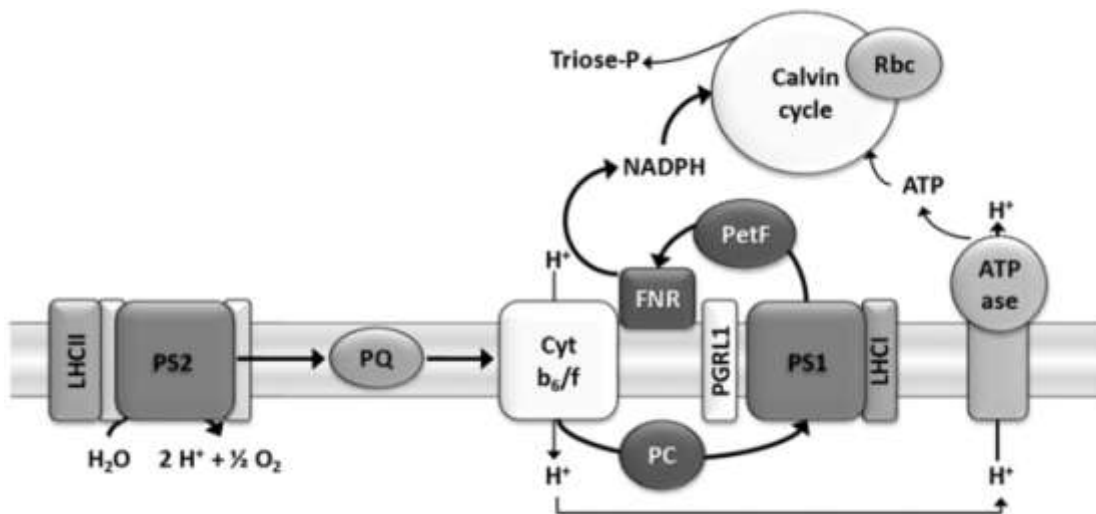 Triose-P
Calvin
cycle
Rbc
NADPH
ATP
PetF
H⁺
H⁺
FNR
ATP
ase
LHCII
PS2
PQ
Cyt
b₆/f
PGRL1
PS1
LHCI
H₂O
2 H⁺ + ½ O₂
H⁺
PC
H⁺